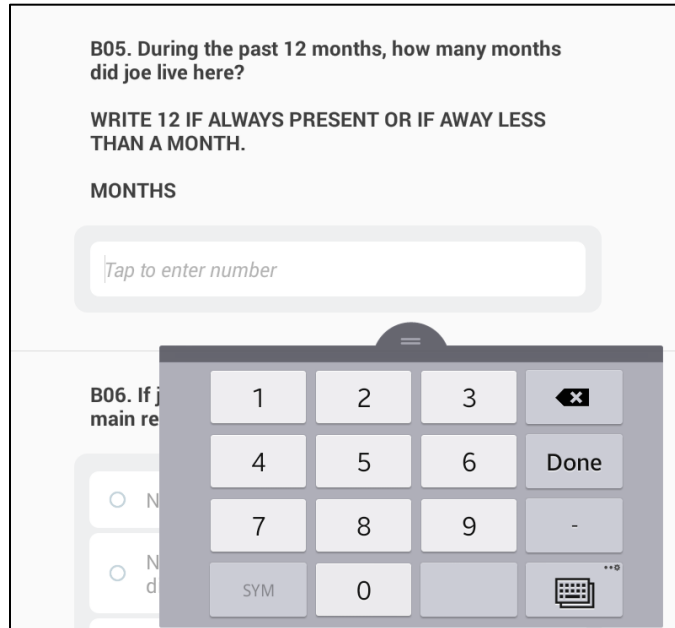 B05. During the past 12 months, how many months
did joe live here?
WRITE 12 IF ALWAYS PRESENT OR IF AWAY LESS
THAN A MONTH.
MONTHS
Tap to enter number
B06. If j
main re
N
N
d
1 2 3
4 5 6 Done
7 8 9 -
SYM 0